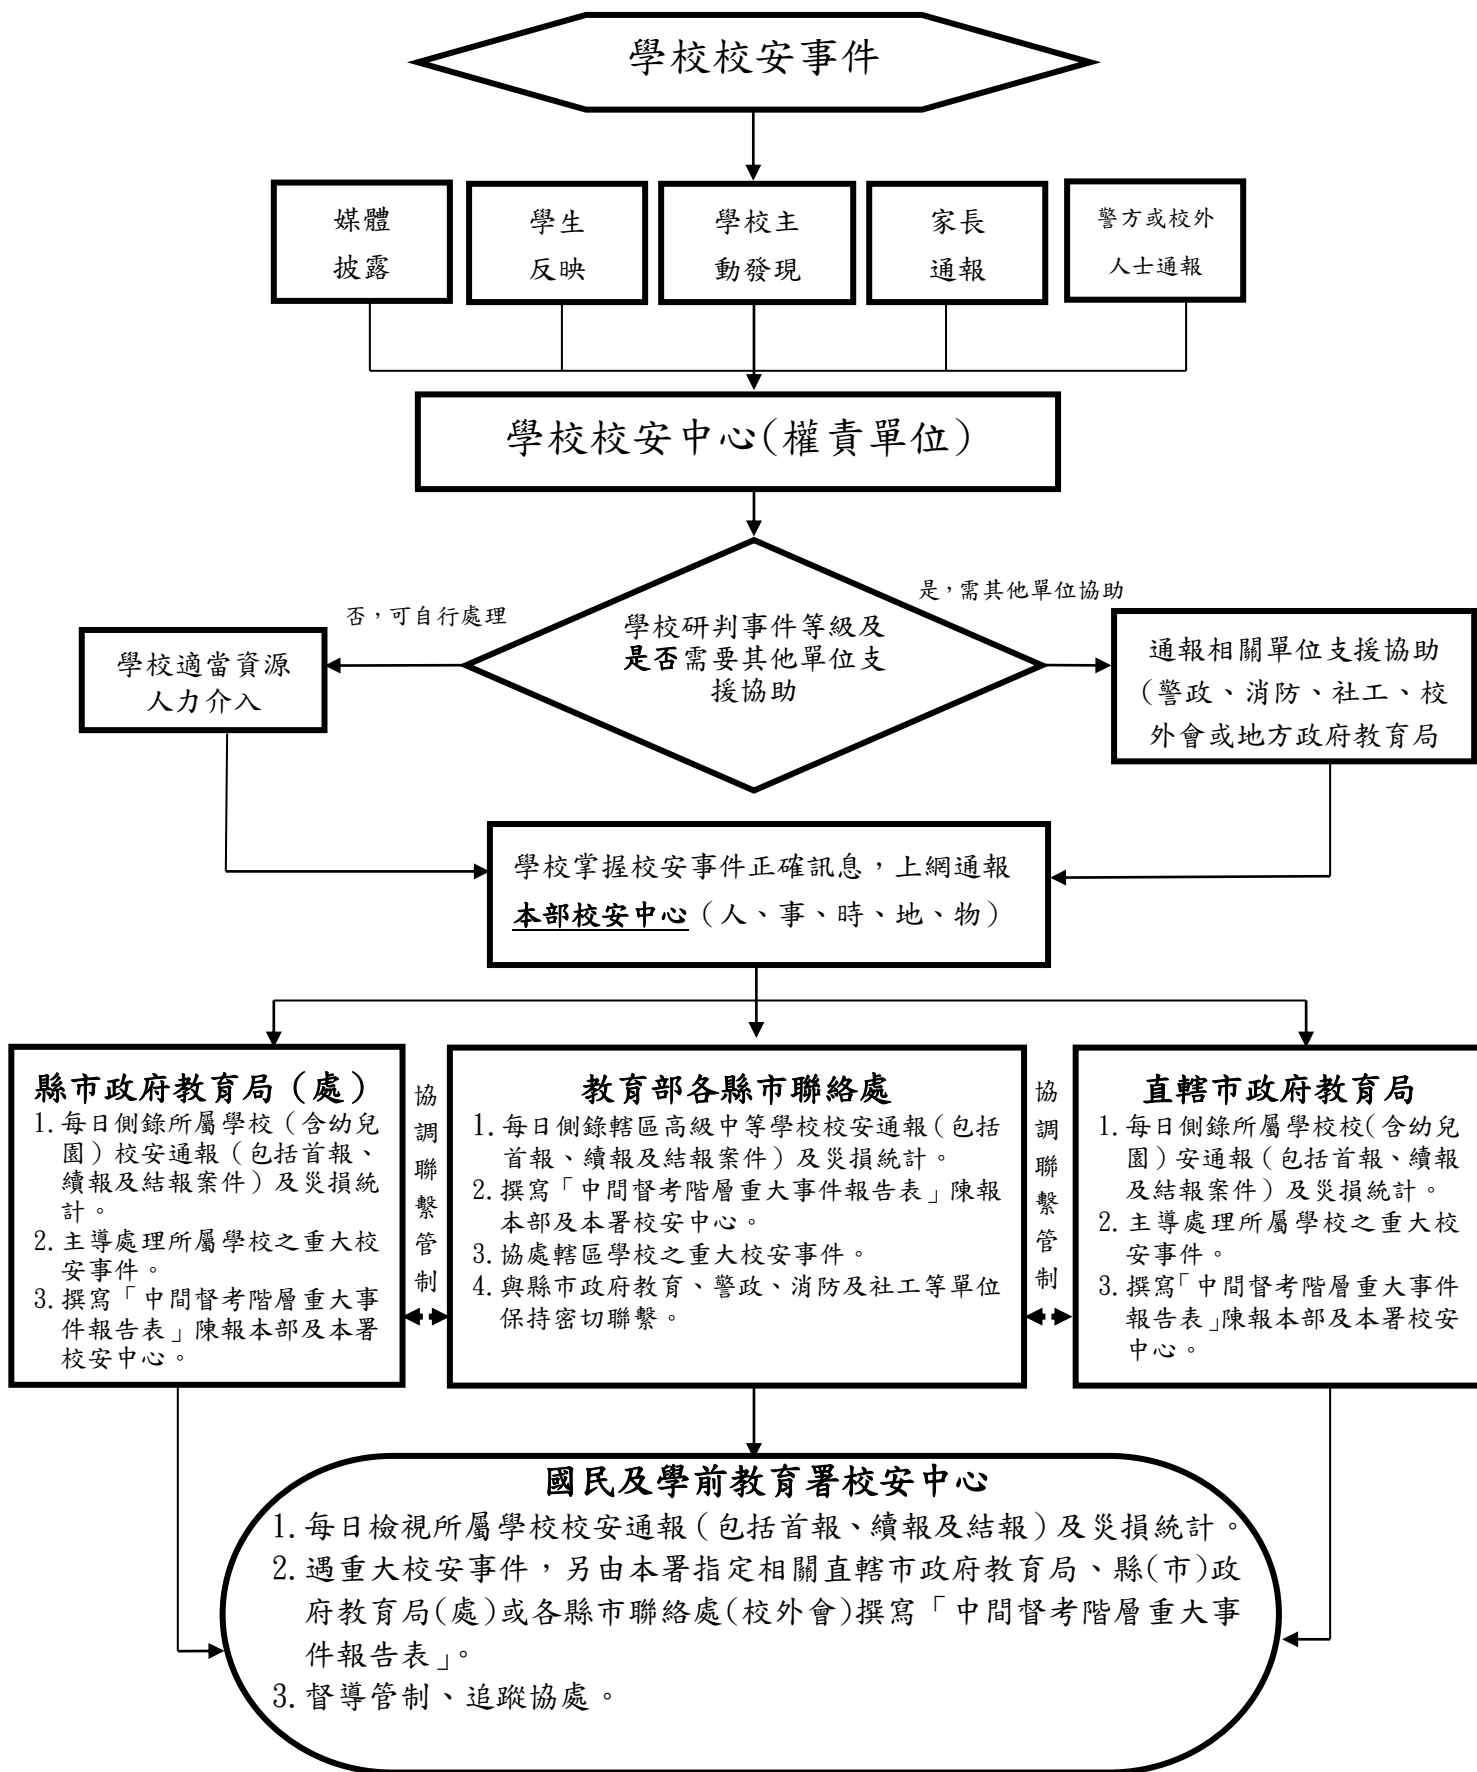 學校校安事件
媒體
披露
學生
反映
學校主
動發現
家長
通報
警方或校外
人士通報
學校校安中心(權責單位)
否，可自行處理
是，需其他單位協助
學校研判事件等級及
是否需要其他單位支
援協助
學校適當資源
人力介入
通報相關單位支援協助
(警政、消防、社工、校
外會或地方政府教育局
學校掌握校安事件正確訊息，上網通報
本部校安中心（人、事、時、地、物）
縣市政府教育局（處）
1.每日側錄所屬學校（含幼兒
園）校安通報（包括首報、
續報及結報案件）及災損統
計。
2.主導處理所屬學校之重大校
安事件。
3.撰寫「中間督考階層重大事
件報告表」陳報本部及本署
校安中心。
協調聯繫管制
教育部各縣市聯絡處
1.每日側錄轄區高級中等學校校安通報(包括
首報、續報及結報案件）及災損統計。
2.撰寫「中間督考階層重大事件報告表」陳報
本部及本署校安中心。
3.協處轄區學校之重大校安事件。
4.與縣市政府教育、警政、消防及社工等單位
保持密切聯繫。
協調聯繫管制
直轄市政府教育局
1.每日側錄所屬學校校(含幼兒
園）安通報(包括首報、續報
及結報案件）及災損統計。
2.主導處理所屬學校之重大校
安事件。
3.撰寫「中間督考階層重大事件
報告表」陳報本部及本署校安
中心。
國民及學前教育署校安中心
1.每日檢視所屬學校校安通報(包括首報、續報及結報)及災損統計。
2.遇重大校安事件，另由本署指定相關直轄市政府教育局、縣(市)政
府教育局(處)或各縣市聯絡處(校外會)撰寫「中間督考階層重大事
件報告表」。
3.督導管制、追蹤協處。